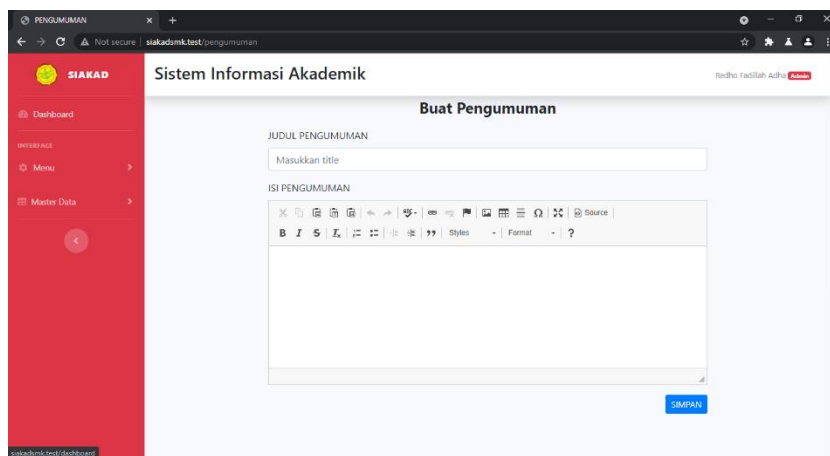 PENGUMUMAN
Not secure | siakadsmk.test/pengumuman
SIAKAD
Sistem Informasi Akademik
Redho Fadillah Adha Admin
Dashboard
INTERFACE
Menu
Master Data
Buat Pengumuman
JUDUL PENGUMUMAN
Masukkan title
ISI PENGUMUMAN
Source
B I S Ix Styles Format ?
SIMPAN
siakadsmk.test/dashboard